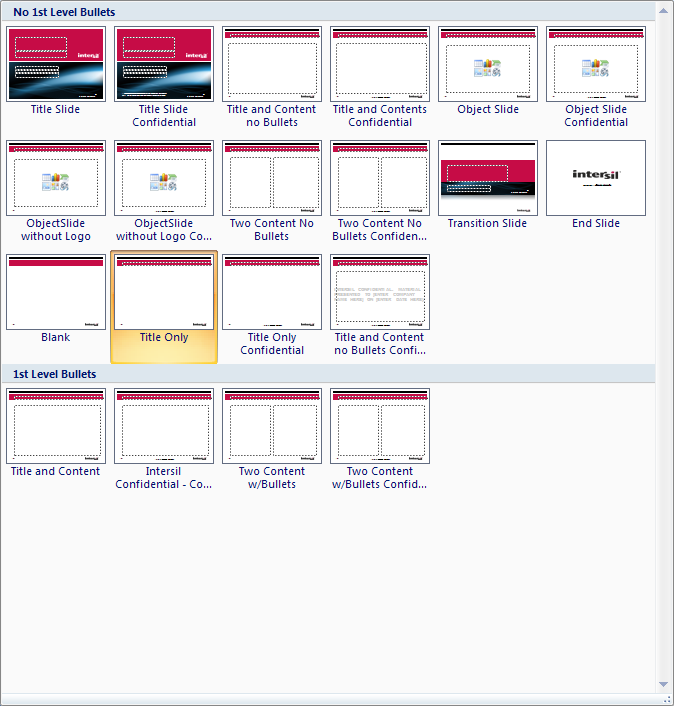 No 1st Level Bullets
intersil
intersil
Title Slide
Title Slide
Confidential
Title and Content
no Bullets
Title and Contents
Confidential
Object Slide
Object Slide
Confidential
intersil
ObjectSlide
without Logo
ObjectSlide
without Logo Co...
Two Content No
Bullets
Two Content No
Bullets Confiden...
Transition Slide
End Slide
Blank
Title Only
Title Only
Confidential
Title and Content
no Bullets Confi...
1st Level Bullets
Title and Content
Intersil
Confidential - Co...
Two Content
w/Bullets
Two Content
w/Bullets Confid...